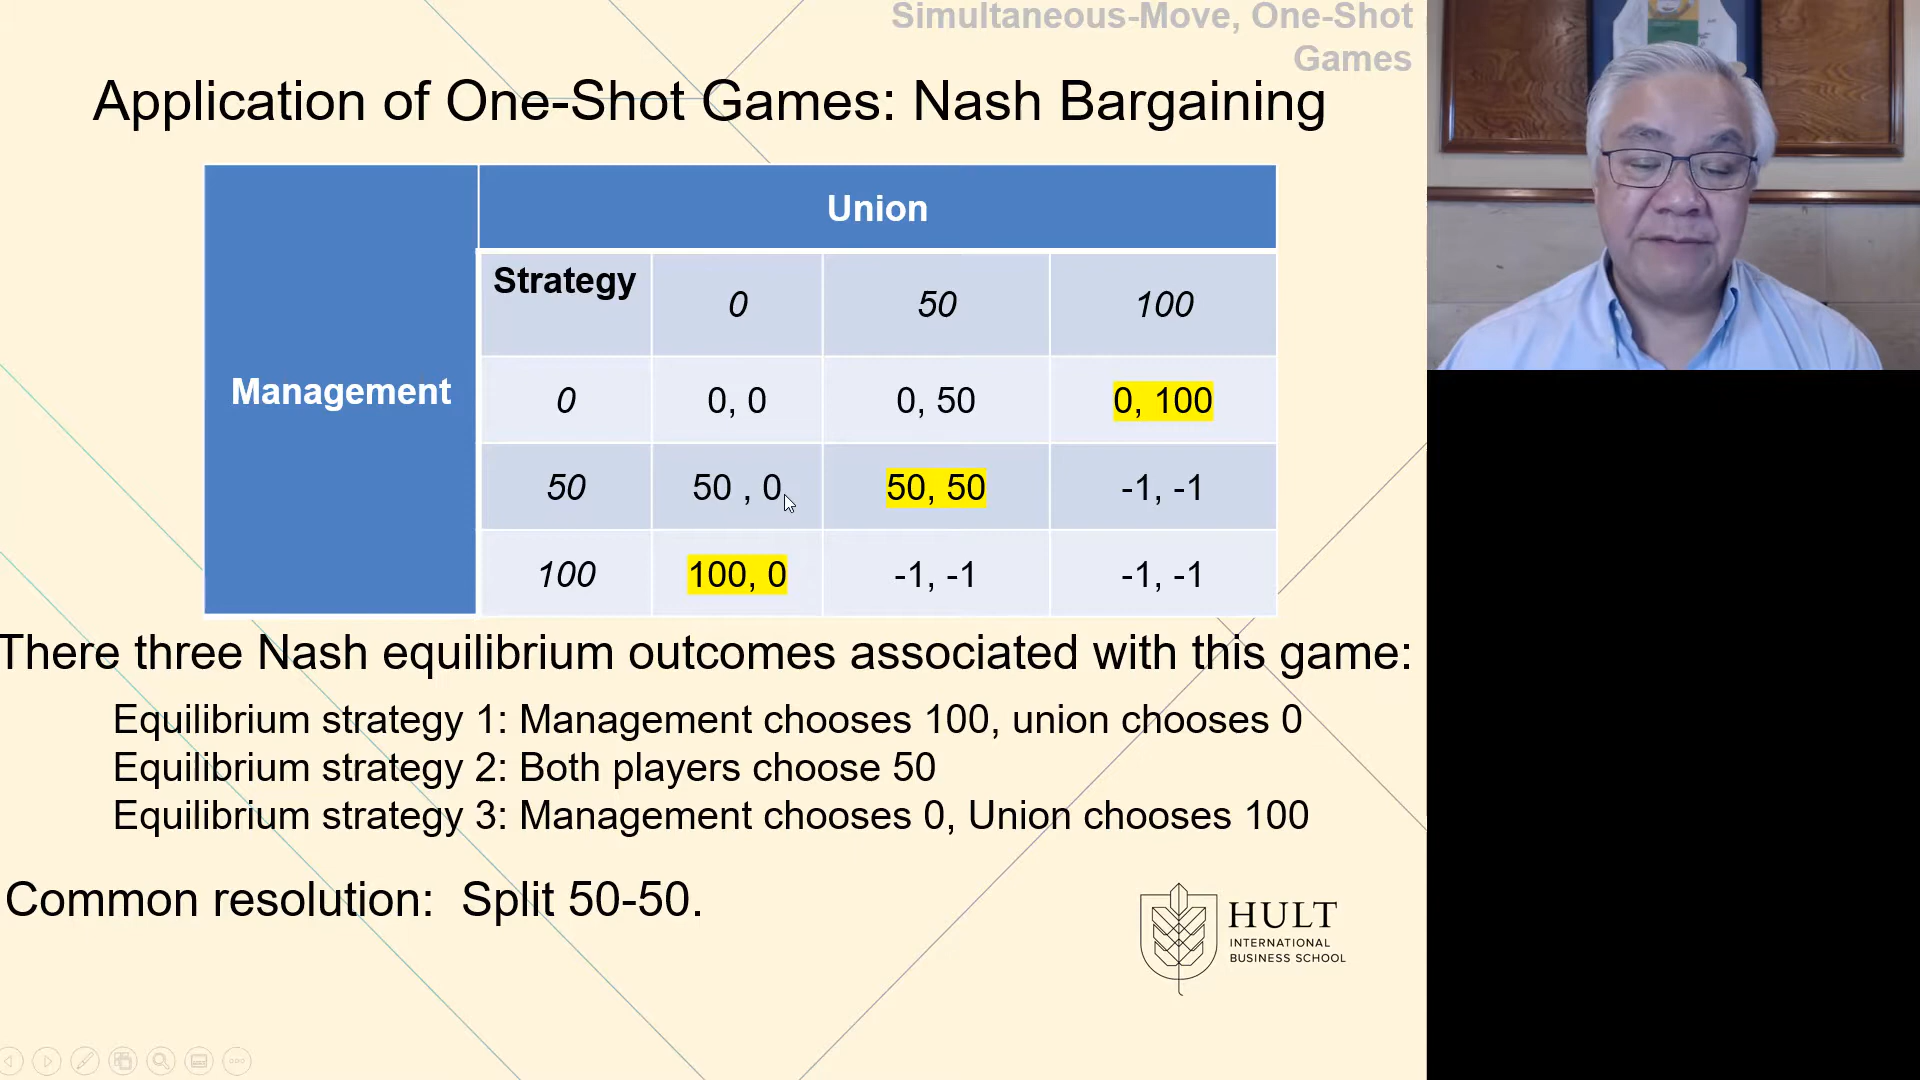 Simultaneous-Move, One-Shot
Games
Application of One-Shot Games: Nash Bargaining
Union
Management
Strategy 0 50 100
0 0, 0 0, 50 0, 100
50 50 , 0 50, 50 -1, -1
100 100, 0 -1, -1 -1, -1
There three Nash equilibrium outcomes associated with this game:
Equilibrium strategy 1: Management chooses 100, union chooses 0
Equilibrium strategy 2: Both players choose 50
Equilibrium strategy 3: Management chooses 0, Union chooses 100
Common resolution: Split 50-50.
HULT
INTERNATIONAL
BUSINESS SCHOOL